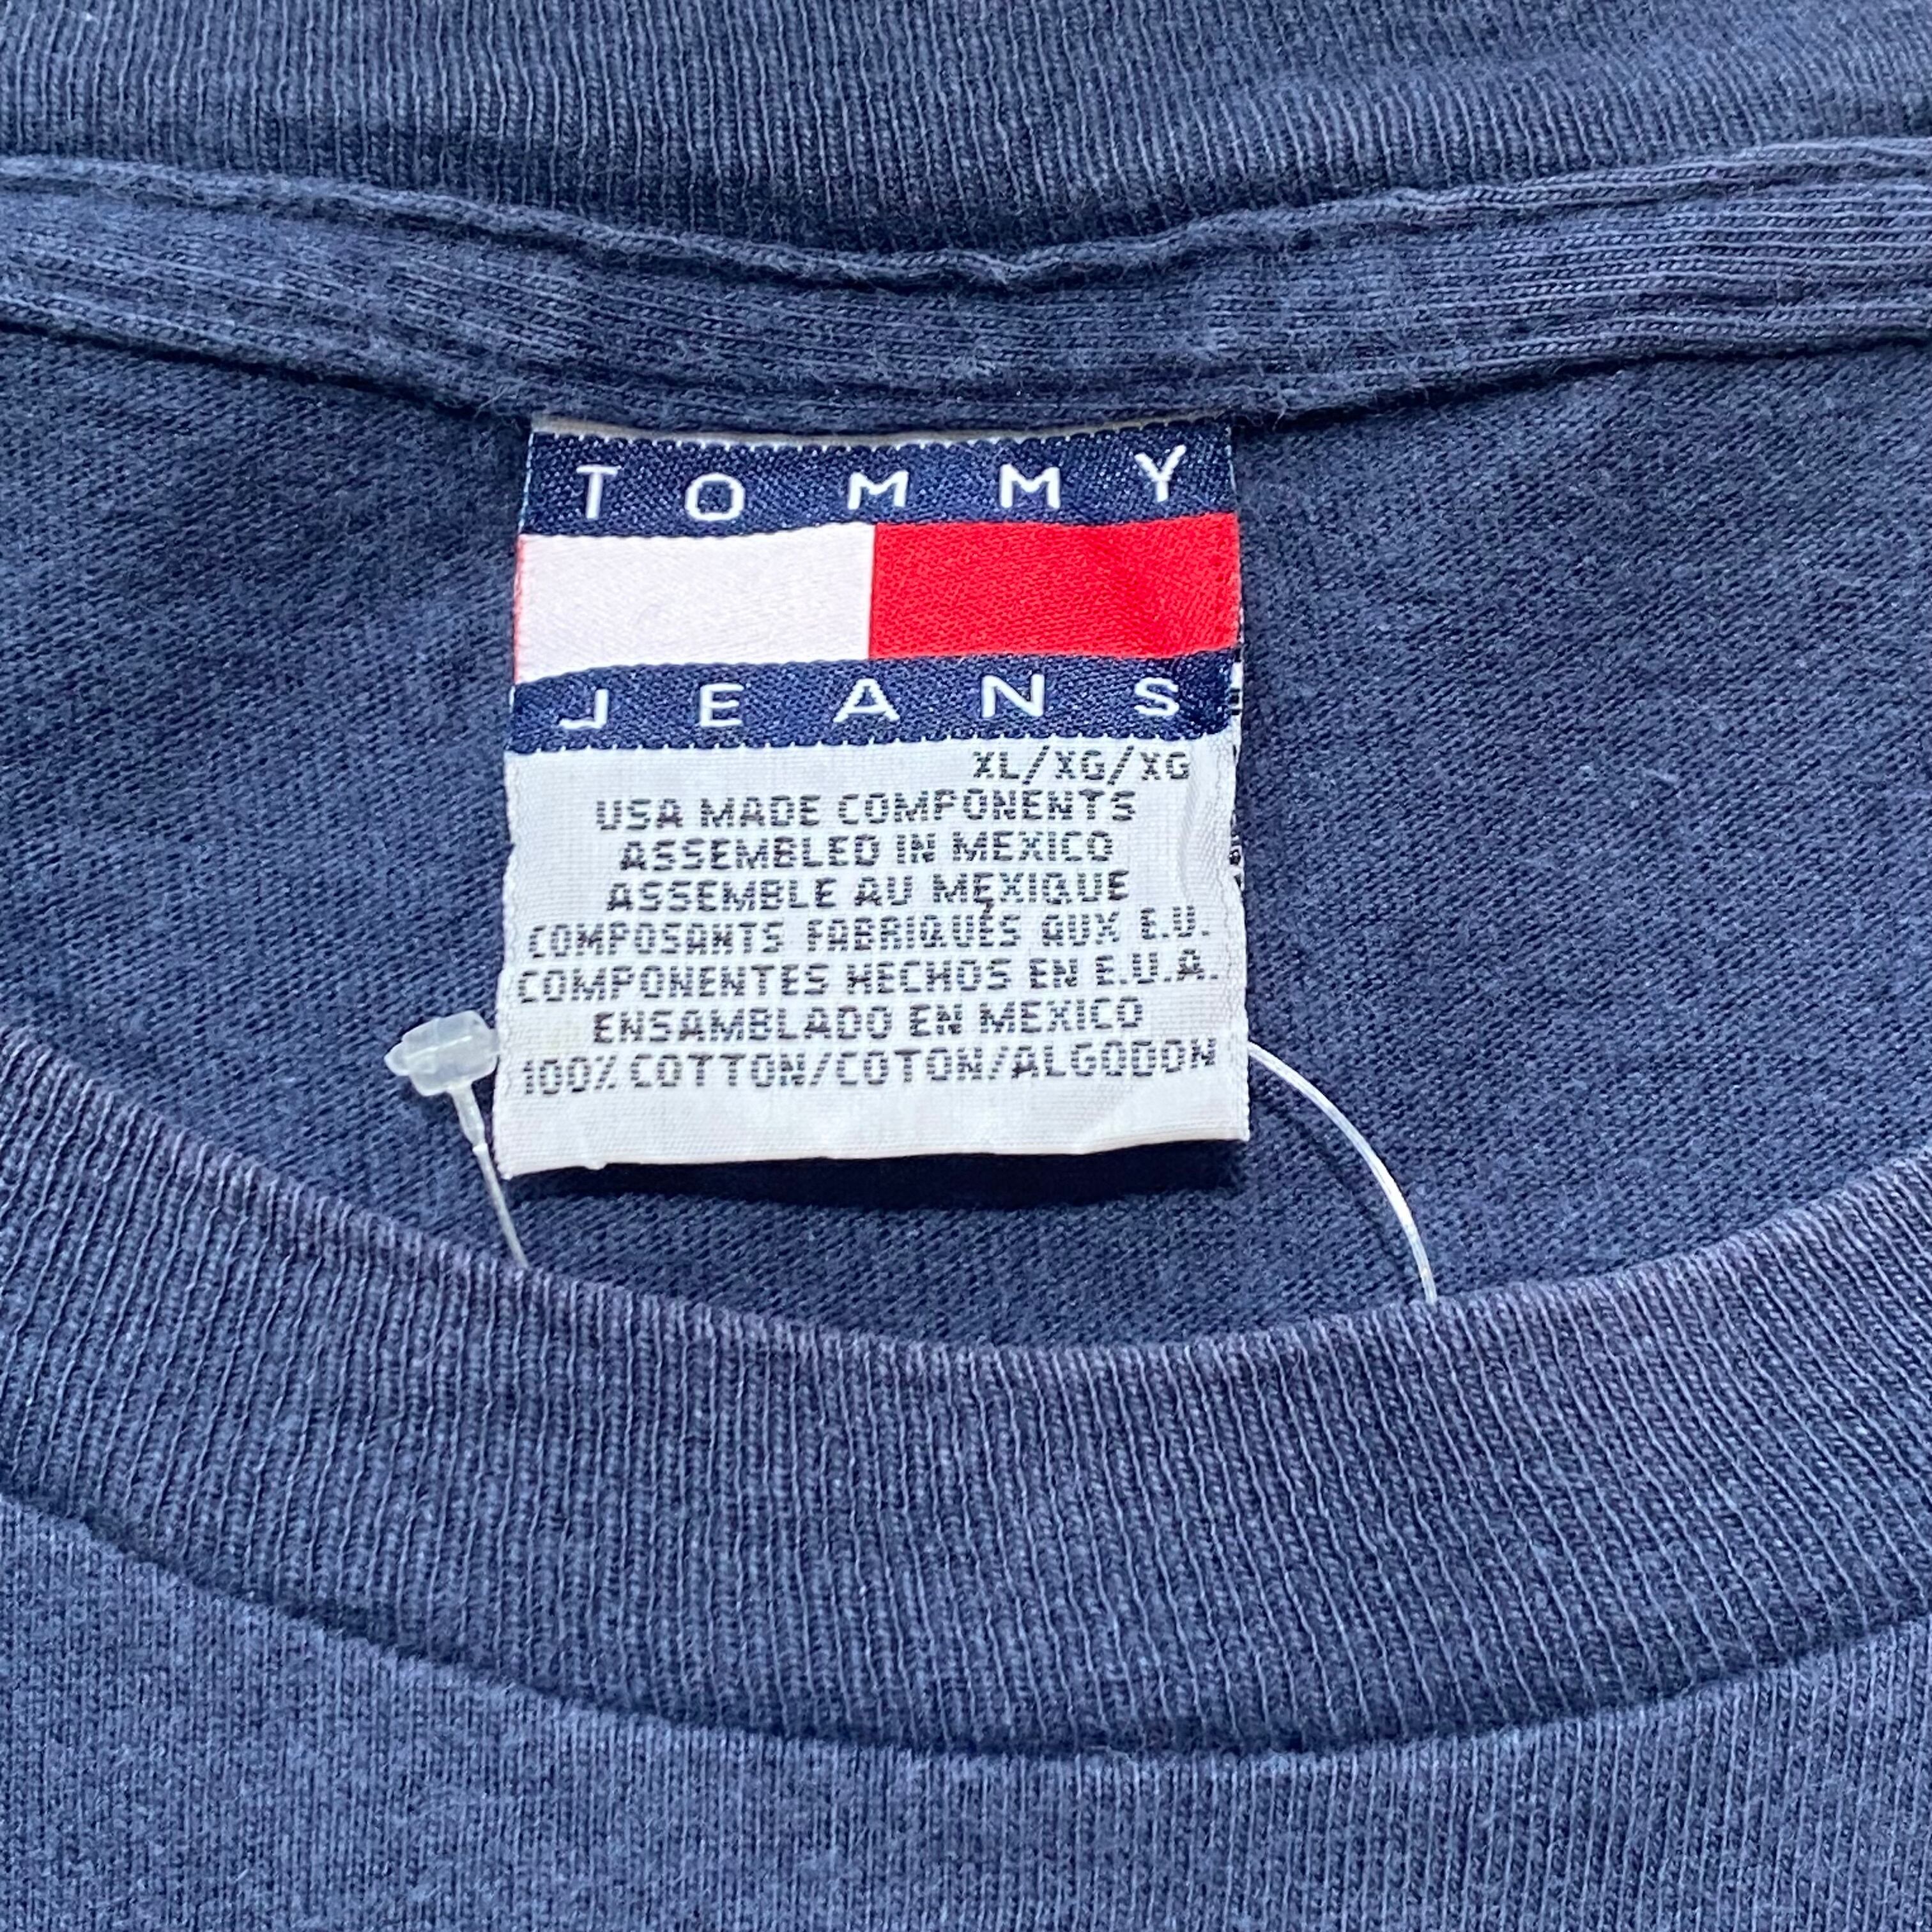 TOMMY
JEANS
XL/XG/XG
USA MADE COMPONENTS
ASSEMBLED IN MEXICO
ASSEMBLE AU MEXIQUE
COMPOSANTS FABRIQUÉS AUX E.U.
COMPONENTES HECHOS EN E.U.A.
ENSAMBLADO EN MEXICO
100% COTTON/COTON/ALGODON